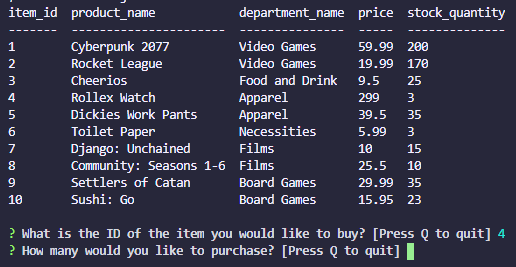 item_id  product_name            department_name  price  stock_quantity
-------  ----------------------  ---------------  -----  --------------
1        Cyberpunk 2077          Video Games      59.99  200
2        Rocket League           Video Games      19.99  170
3        Cheerios                Food and Drink   9.5    25
4        Rollex Watch            Apparel          299    3
5        Dickies Work Pants      Apparel          39.5   35
6        Toilet Paper            Necessities      5.99   3
7        Django: Unchained       Films            10     15
8        Community: Seasons 1-6  Films            25.5   10
9        Settlers of Catan       Board Games      29.99  35
10       Sushi: Go               Board Games      15.95  23
? What is the ID of the item you would like to buy? [Press Q to quit] 4
? How many would you like to purchase? [Press Q to quit]